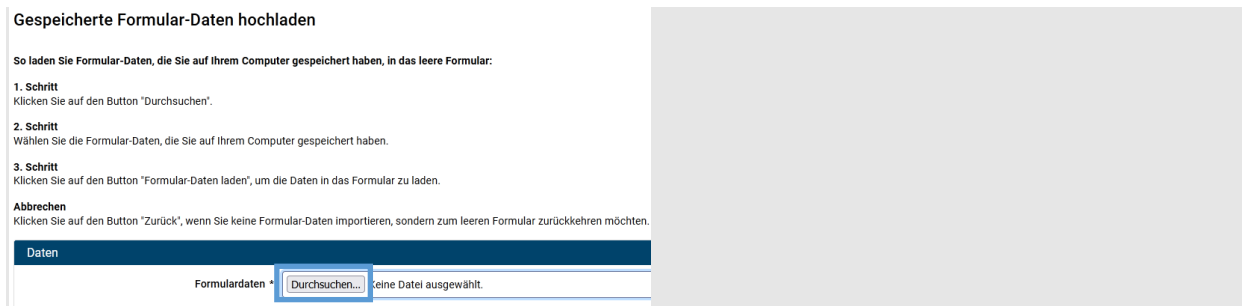 Gespeicherte Formular-Daten hochladen
So laden Sie Formular-Daten, die Sie auf Ihrem Computer gespeichert haben, in das leere Formular:
1. Schritt
Klicken Sie auf den Button "Durchsuchen".
2. Schritt
Wählen Sie die Formular-Daten, die Sie auf Ihrem Computer gespeichert haben.
3. Schritt
Klicken Sie auf den Button "Formular-Daten laden", um die Daten in das Formular zu laden.
Abbrechen
Klicken Sie auf den Button "Zurück", wenn Sie keine Formular-Daten importieren, sondern zum leeren Formular zurückkehren möchten.
Daten
Formulardaten * Durchsuchen... Keine Datei ausgewählt.